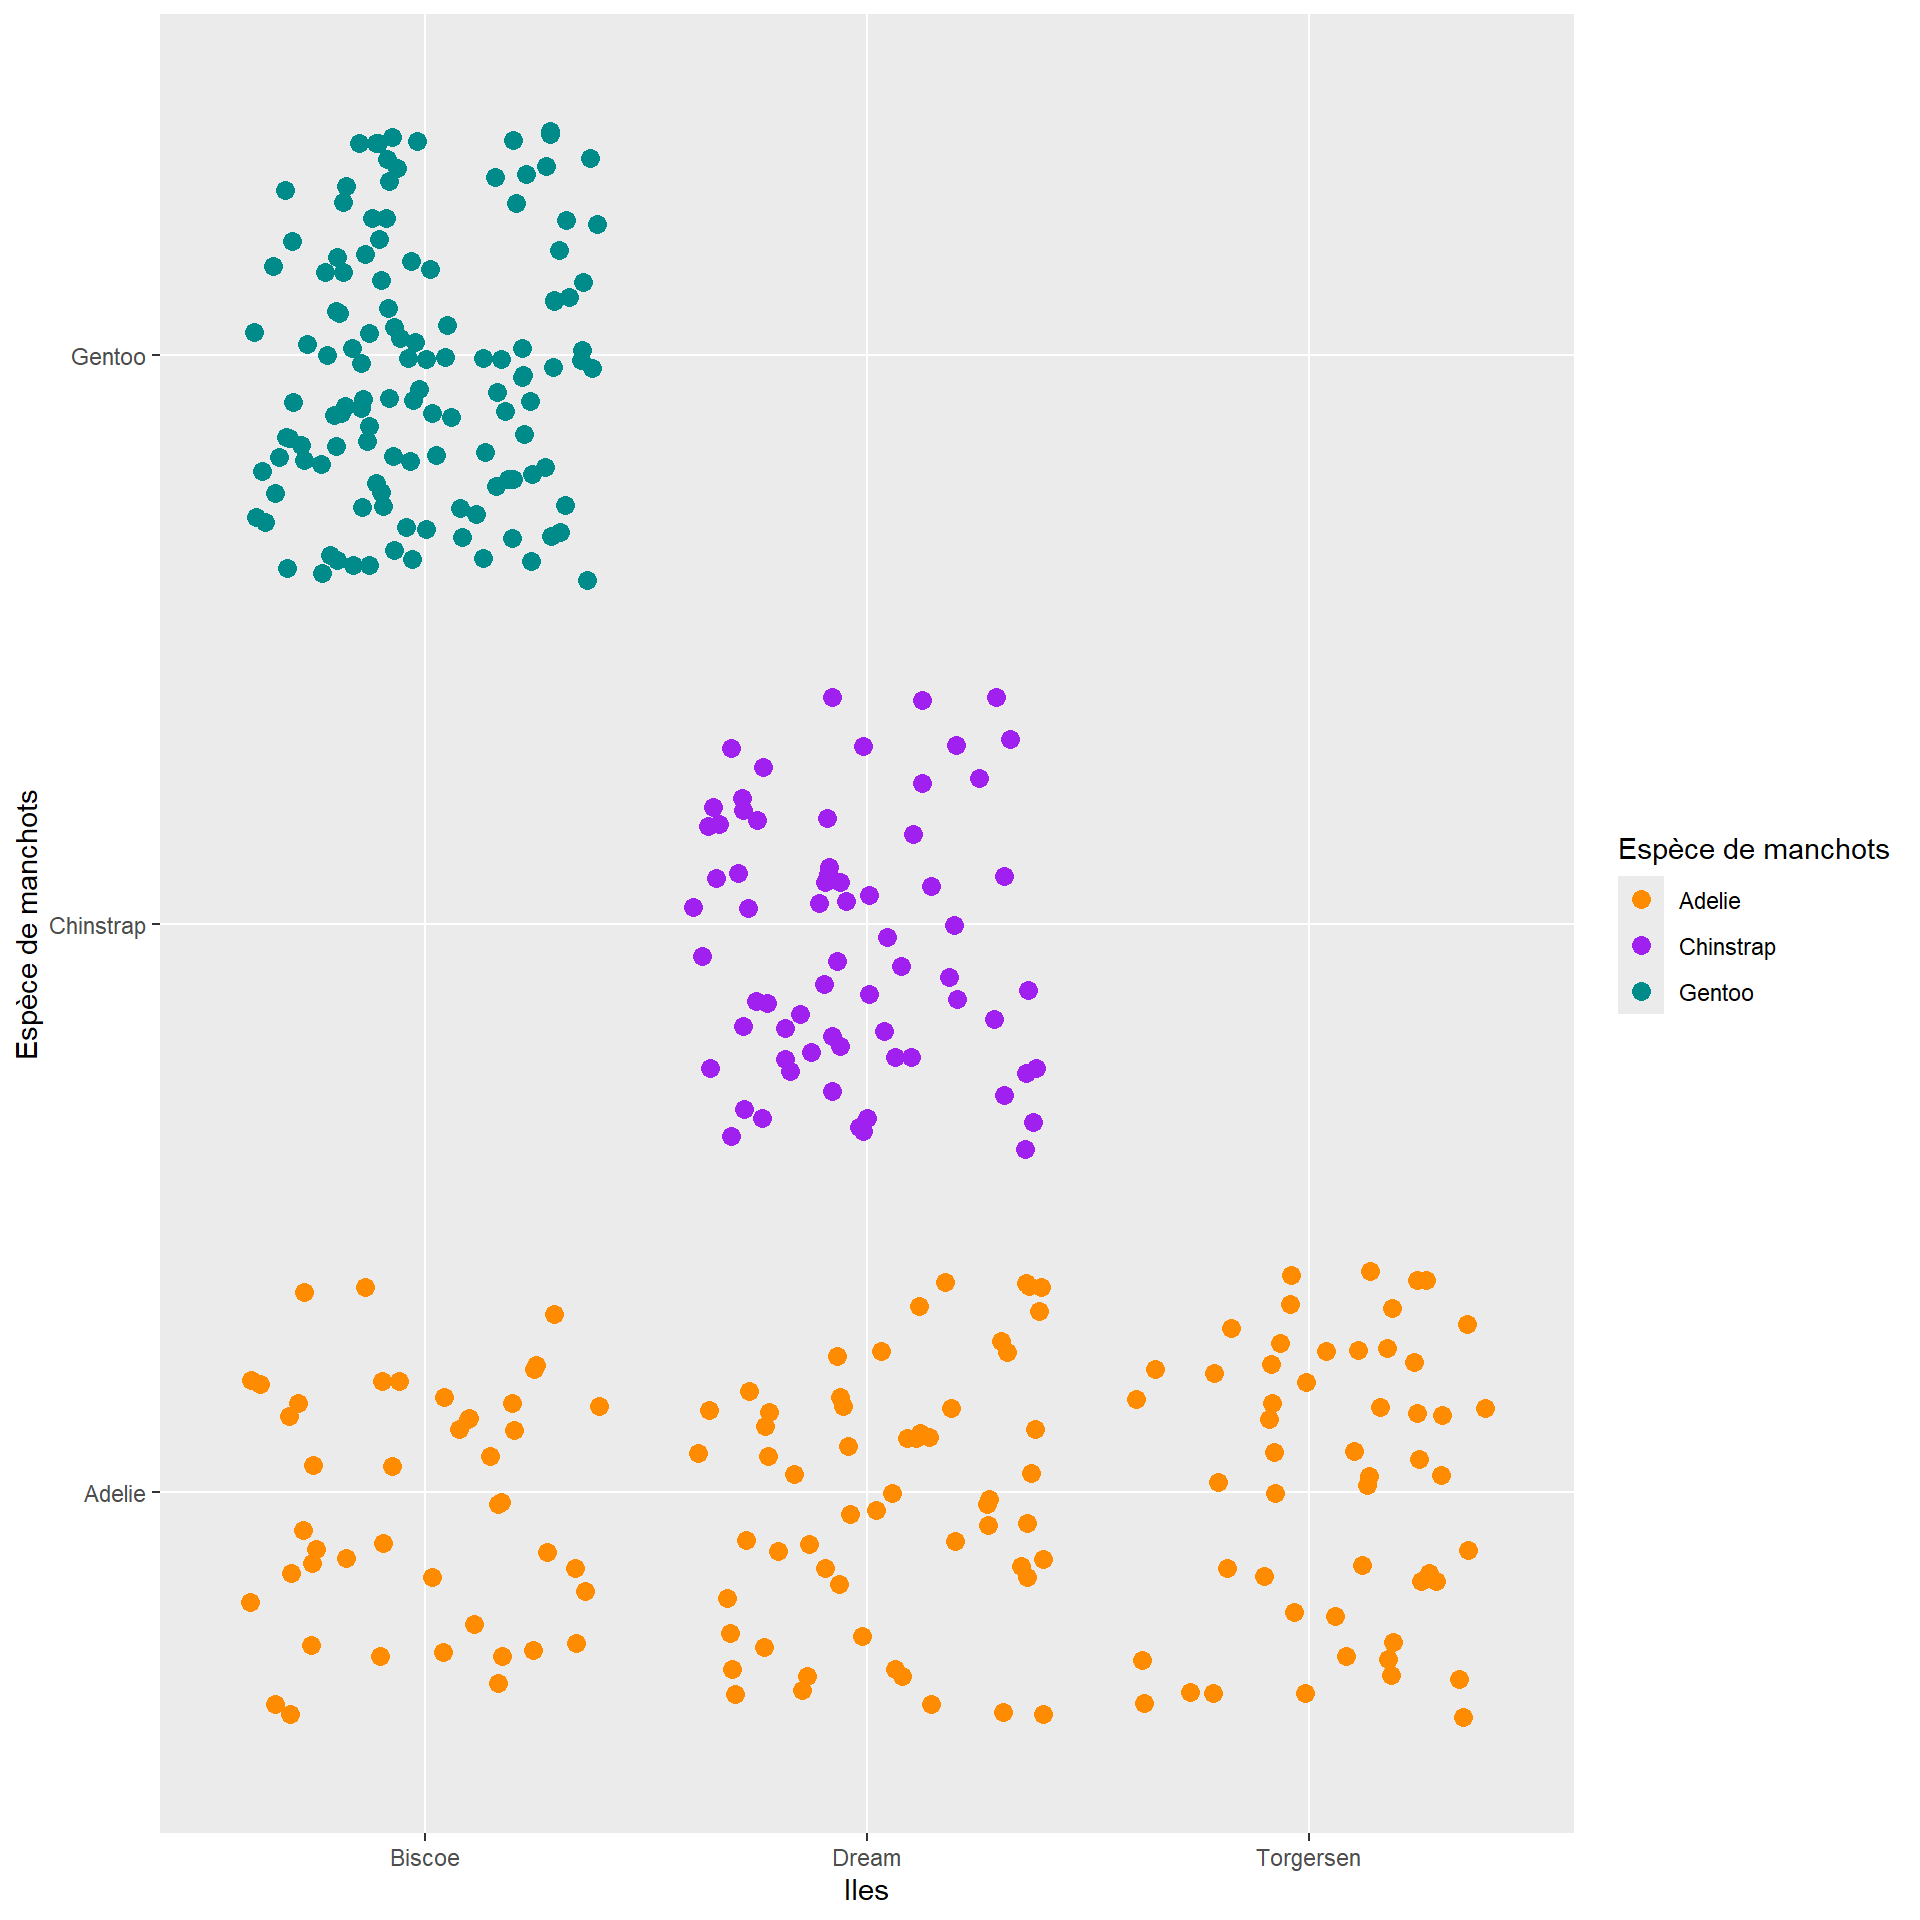 Espèce de manchots
Gentoo
Chinstrap
Adelie
Biscoe
Dream
Torgersen
Iles
Espèce de manchots
Adelie
Chinstrap
Gentoo